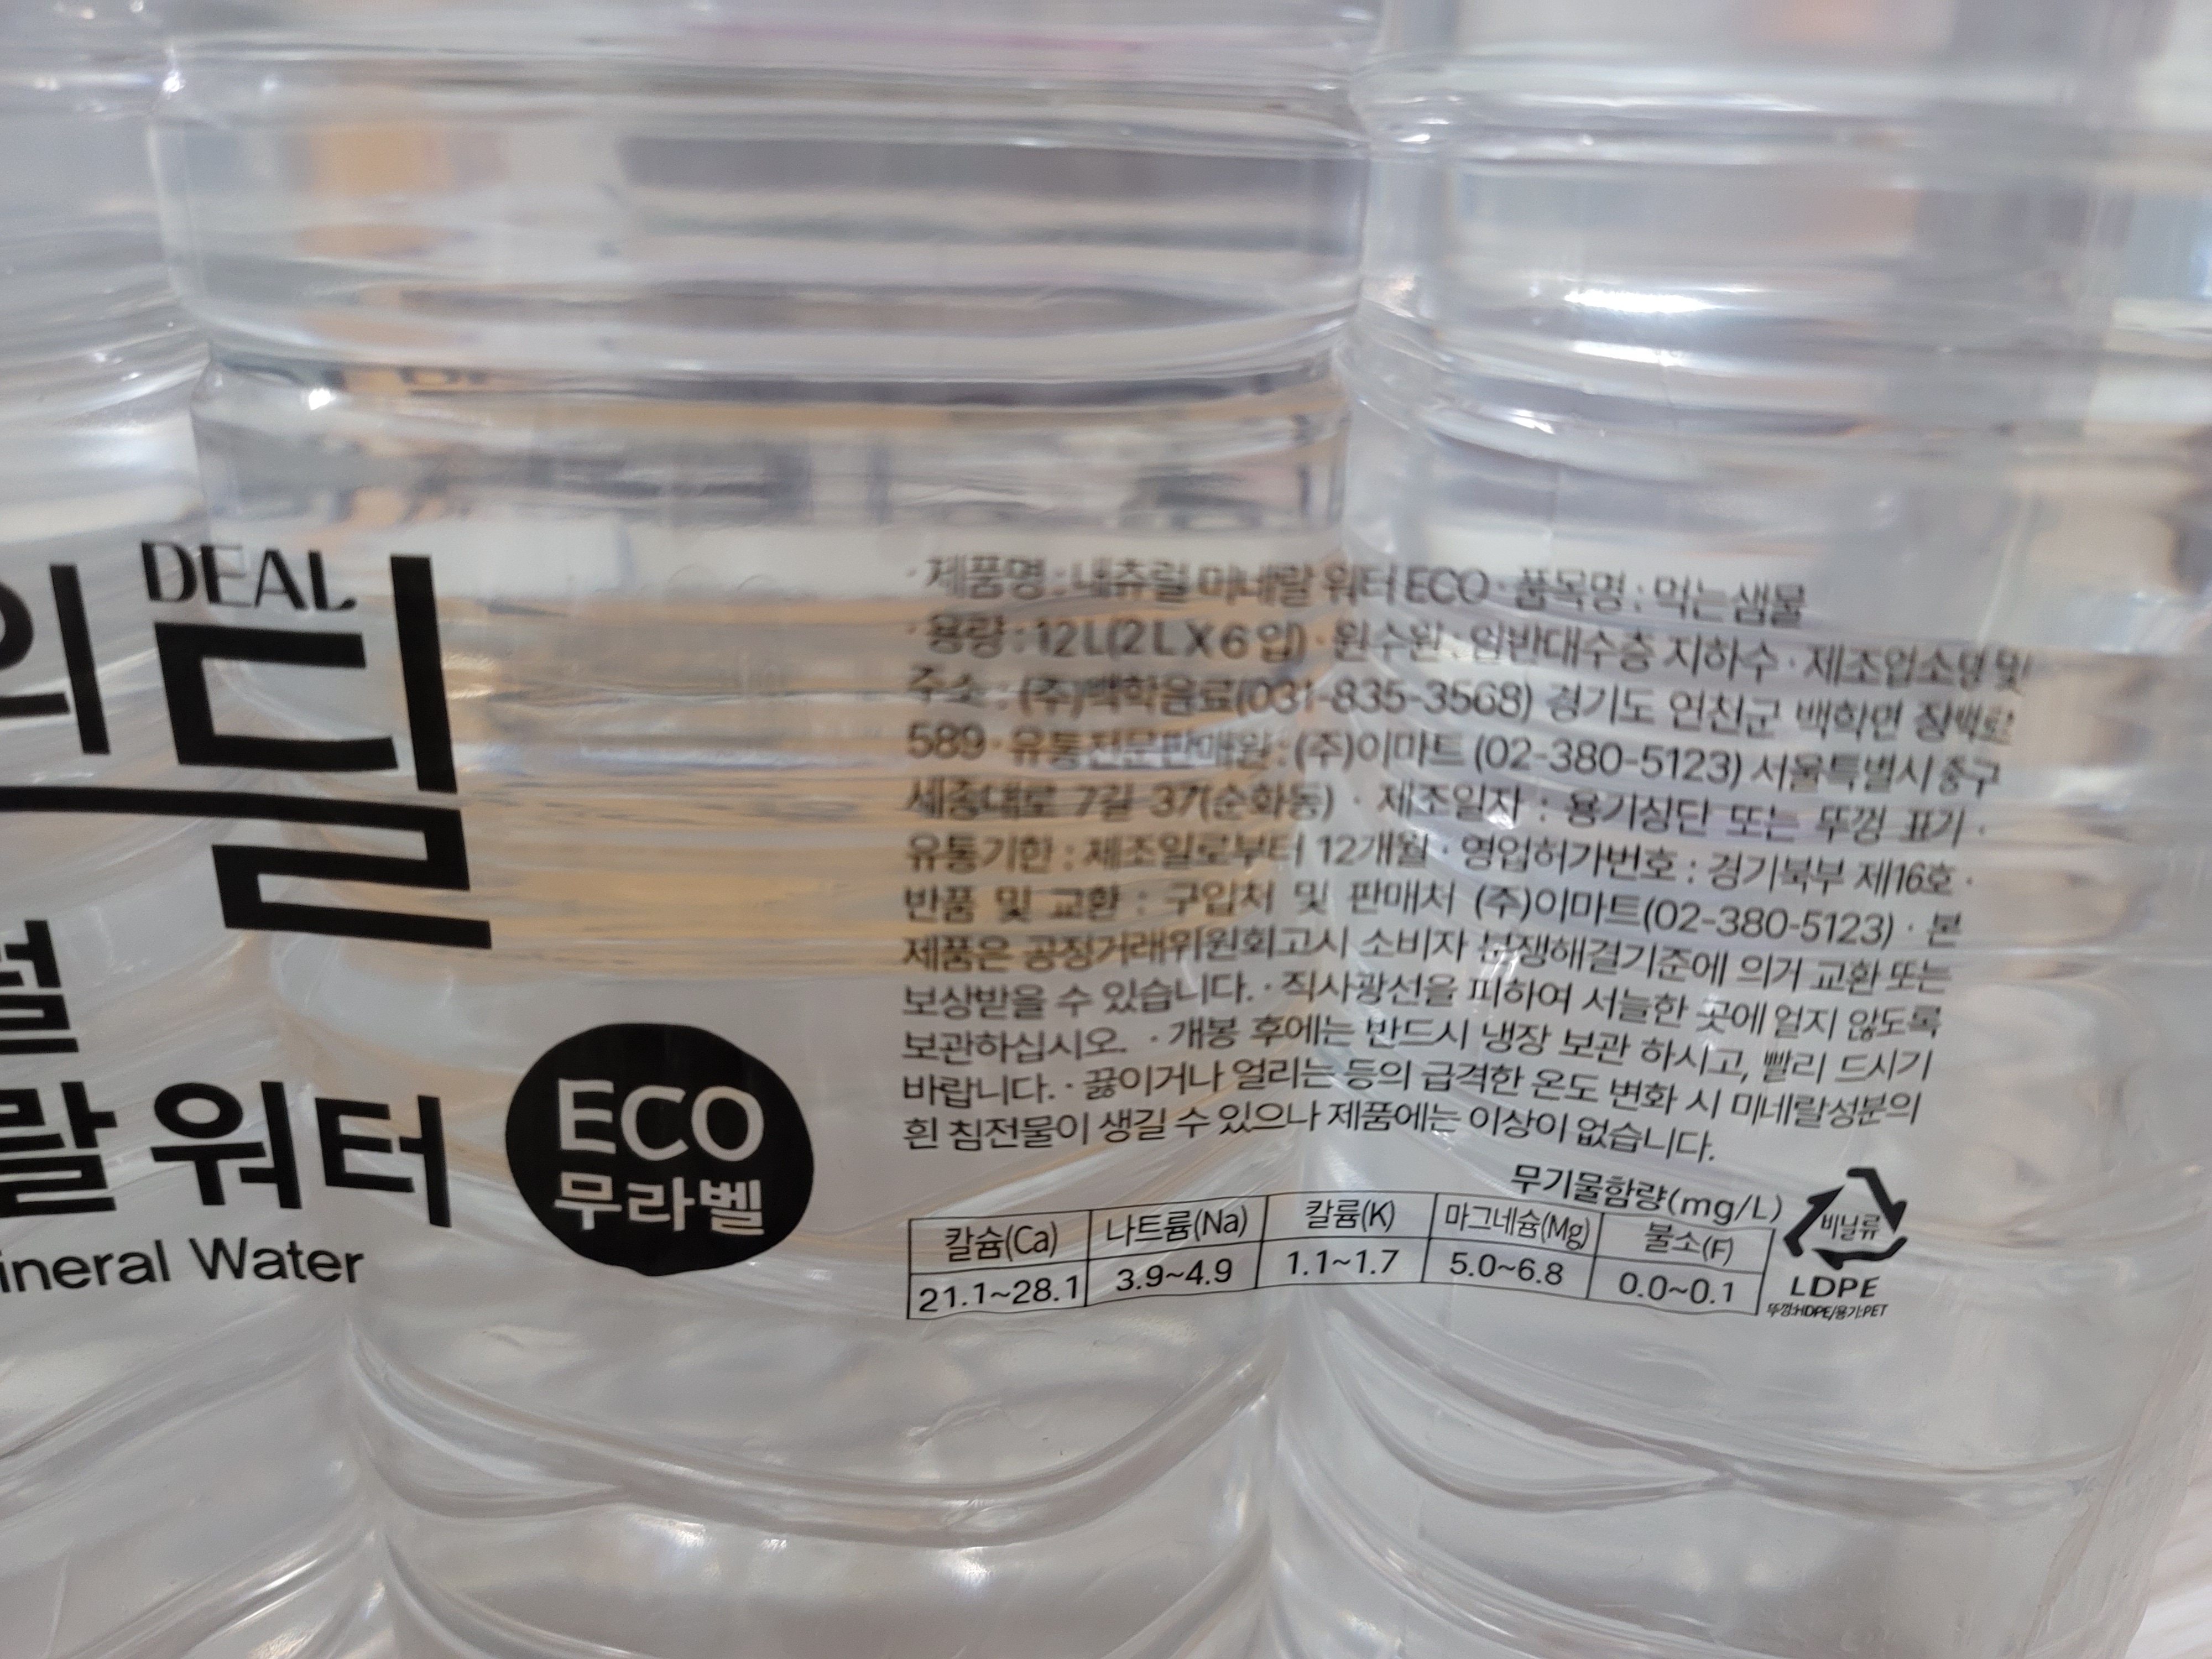 DEAL
의 딜
럴
랄 워터
ineral Water
ECO
무라벨
· 제품명 : 내츄럴 미네랄 워터 ECO · 품목명 : 먹는샘물
· 용량 : 12L(2L X 6입) · 원수원 : 암반대수층 지하수 · 제조업소명 및
주소 : (주)백학음료(031-835-3568) 경기도 연천군 백학면 장백로
589 · 유통전문판매원 : (주)이마트 (02-380-5123) 서울특별시 중구
세종대로 7길 37(순화동) · 제조일자 : 용기상단 또는 뚜껑 표기 ·
유통기한 : 제조일로부터 12개월 · 영업허가번호 : 경기북부 제16호 ·
반품 및 교환 : 구입처 및 판매처 (주)이마트(02-380-5123) · 본
제품은 공정거래위원회고시 소비자 분쟁해결기준에 의거 교환 또는
보상받을 수 있습니다. · 직사광선을 피하여 서늘한 곳에 얼지 않도록
보관하십시오. · 개봉 후에는 반드시 냉장 보관 하시고, 빨리 드시기
바랍니다. · 끓이거나 얼리는 등의 급격한 온도 변화 시 미네랄성분의
흰 침전물이 생길 수 있으나 제품에는 이상이 없습니다.
무기물함량(mg/L)
칼슘(Ca) 나트륨(Na) 칼륨(K) 마그네슘(Mg) 불소(F)
21.1~28.1 3.9~4.9 1.1~1.7 5.0~6.8 0.0~0.1
비닐류
LDPE
뚜껑:HDPE/용기:PET